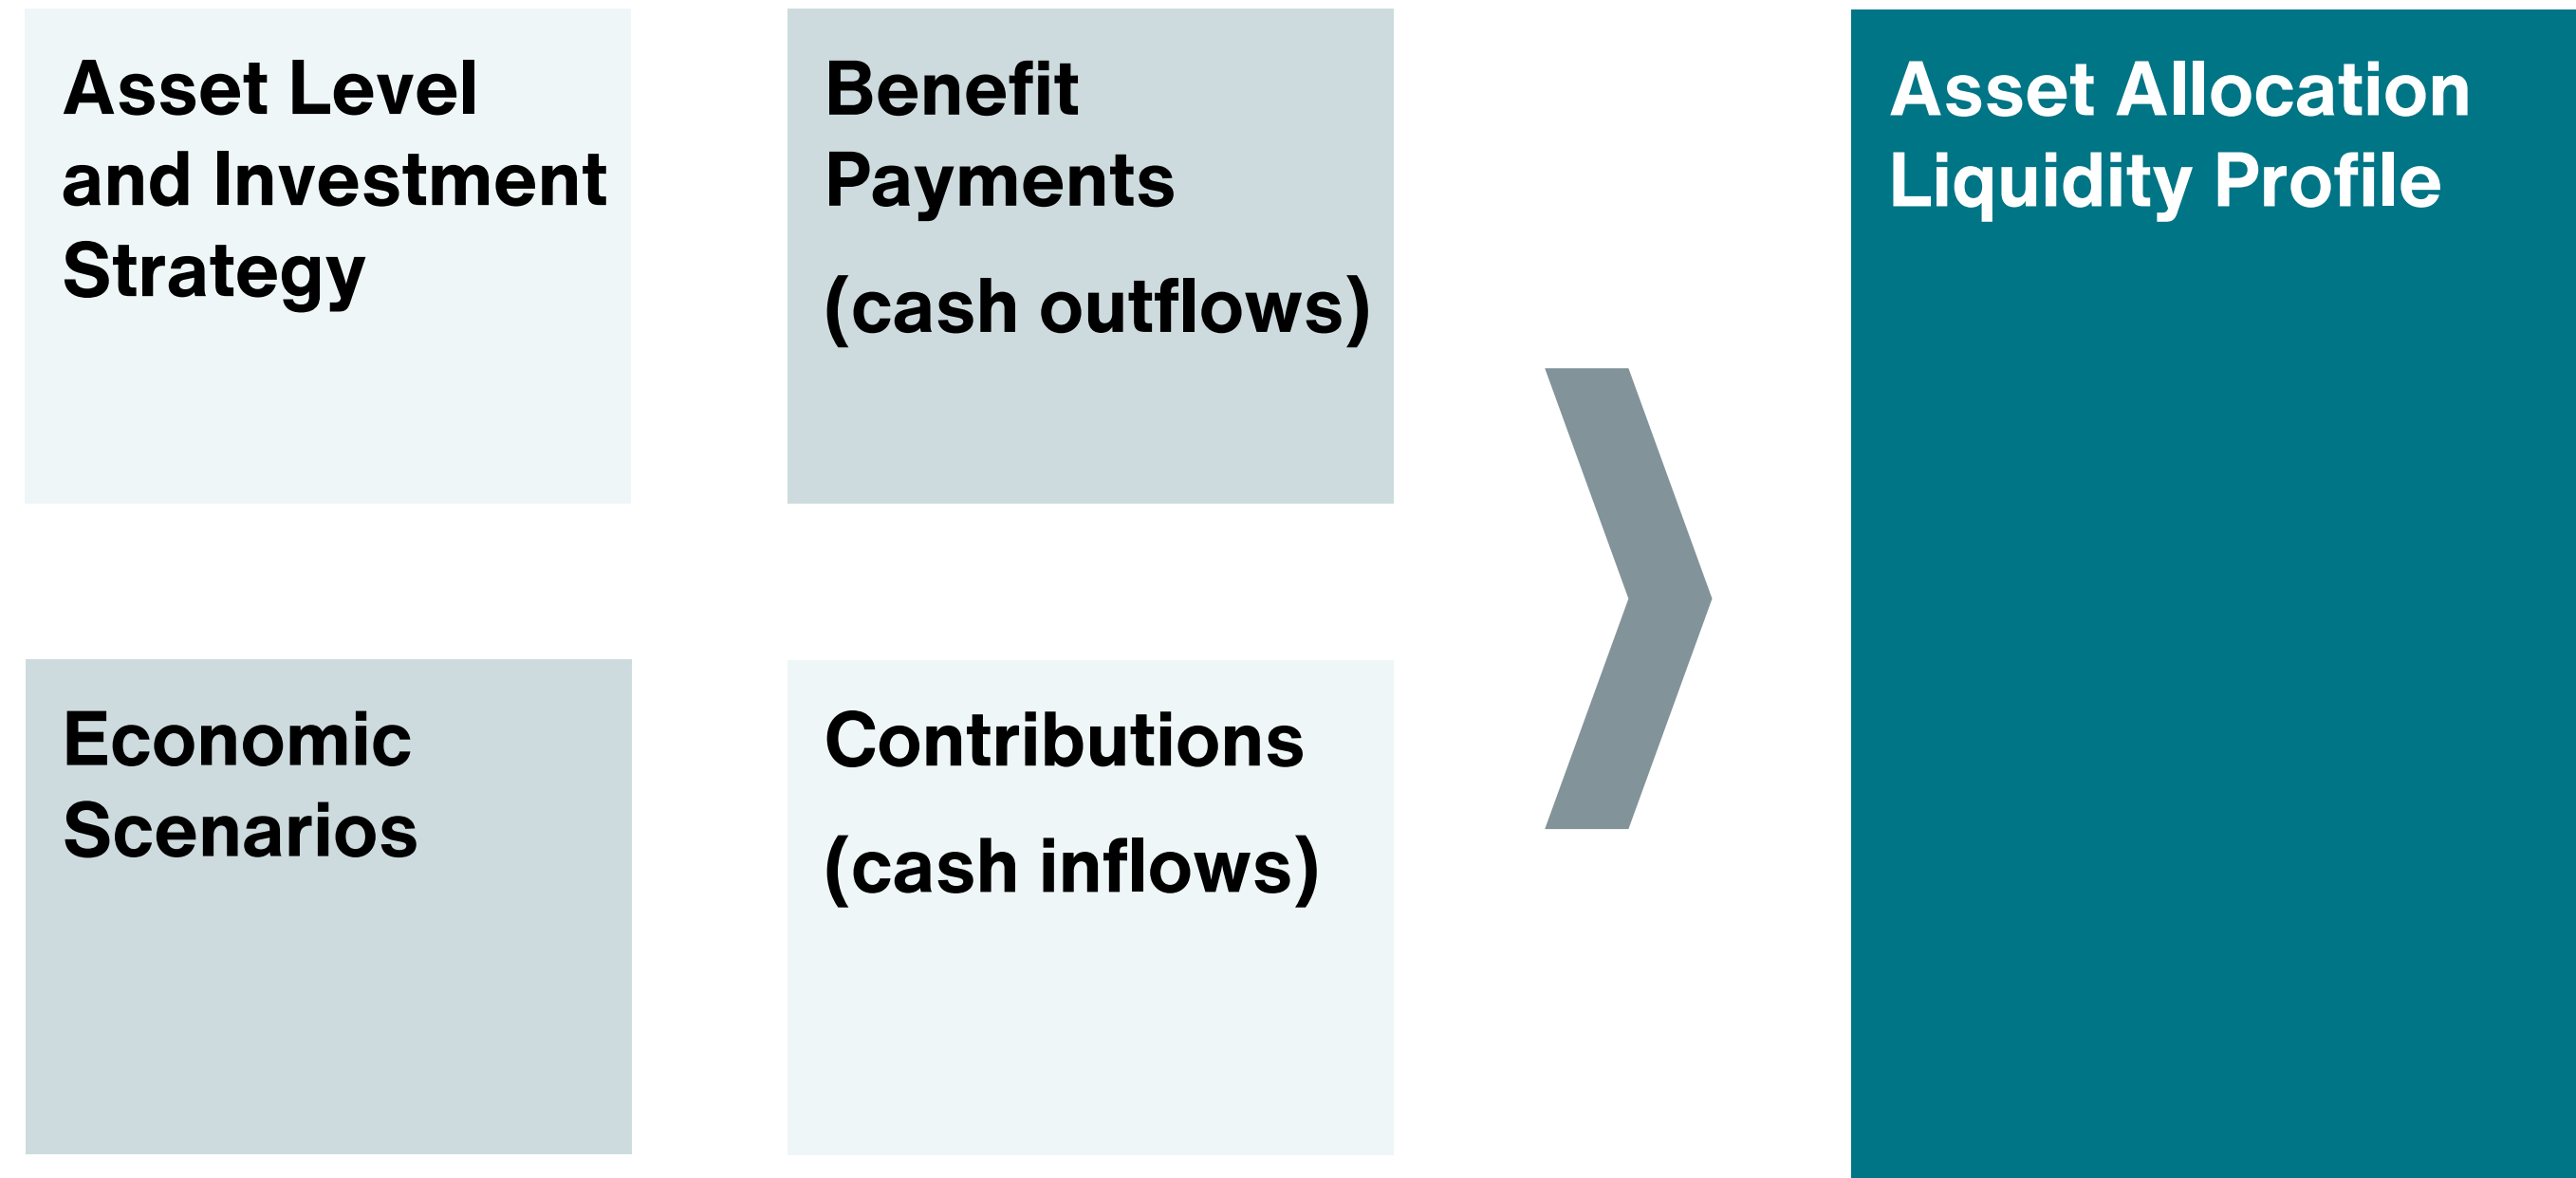 Asset Level
and Investment
Strategy
Benefit
Payments
(cash outflows)
Asset Allocation
Liquidity Profile
Economic
Scenarios
Contributions
(cash inflows)